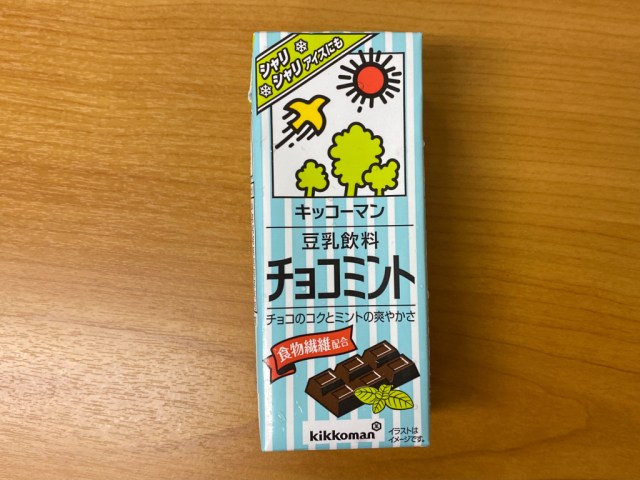 シャリ
シャリアイスにも
キッコーマン
豆乳飲料
チョコミント
チョコのコクとミントの爽やかさ
食物繊維配合
kikkoman
イラストは
イメージです。